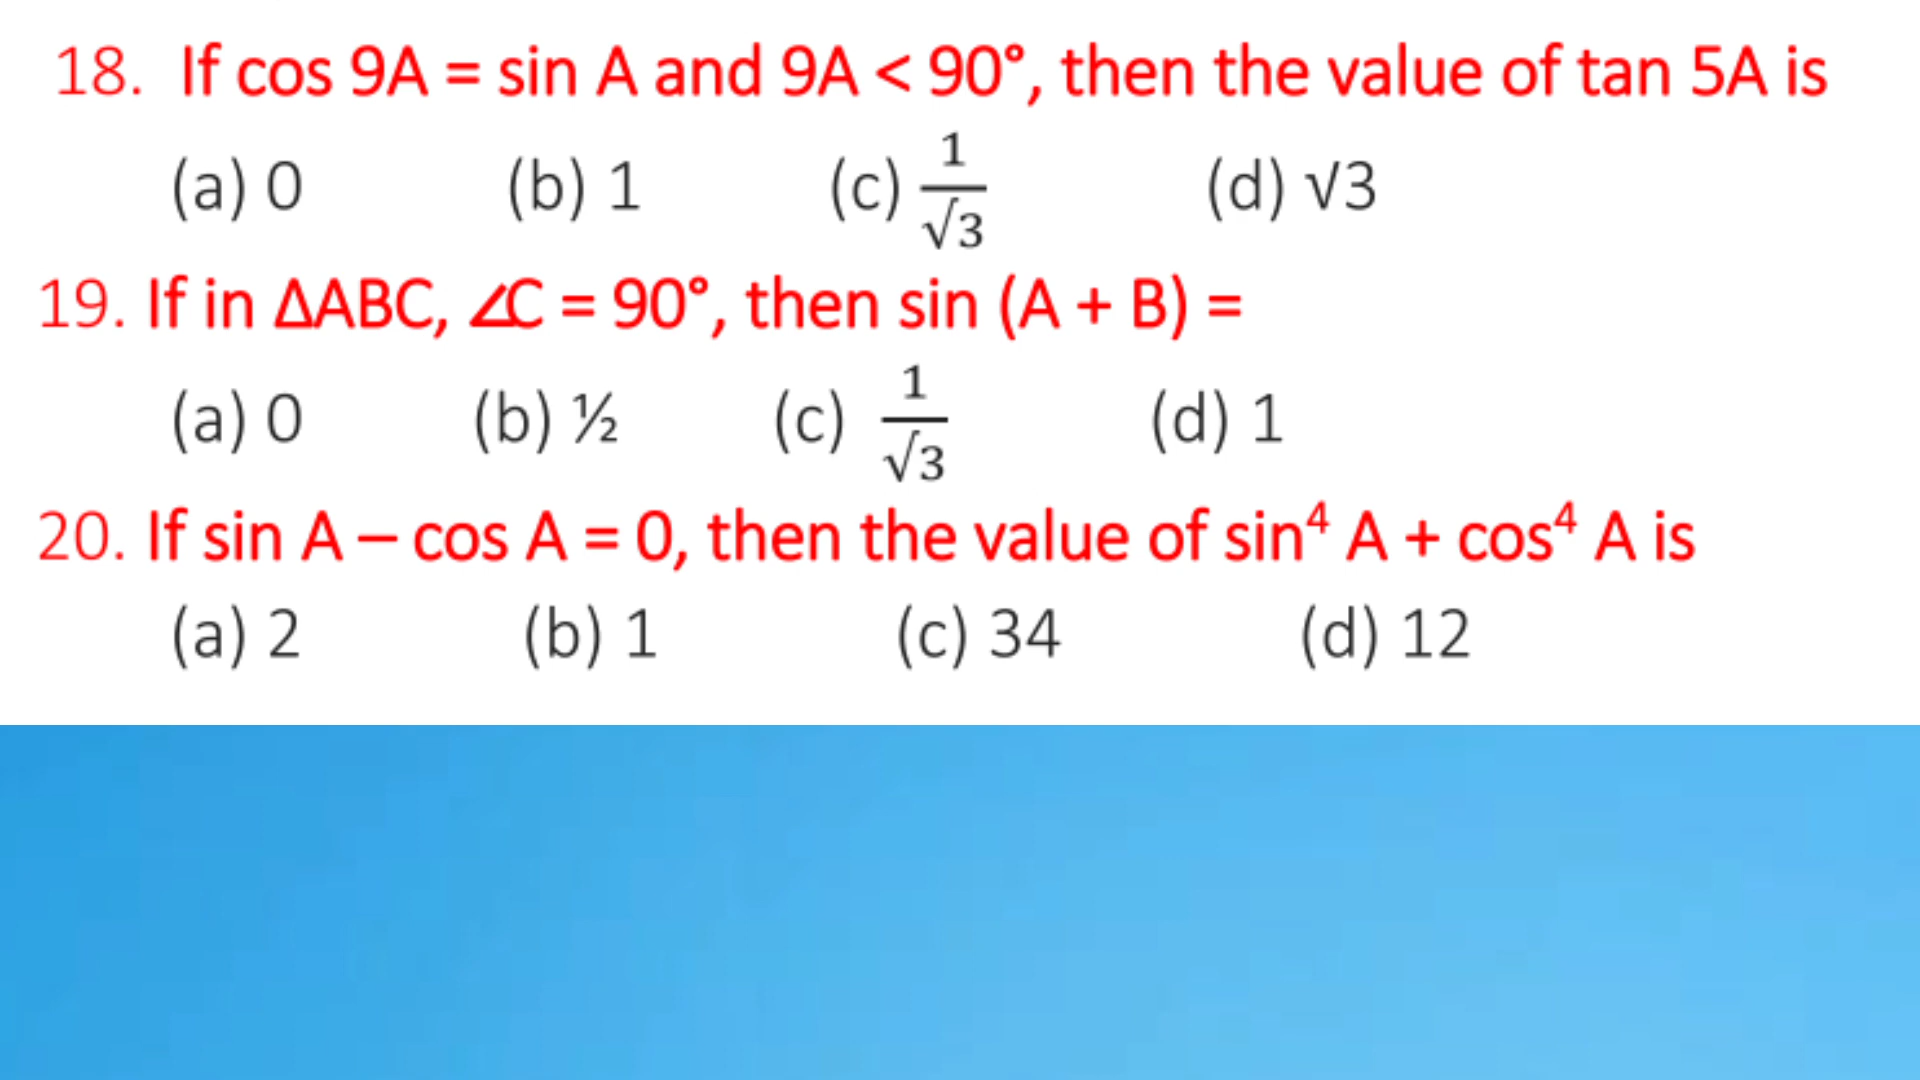 18. If cos 9A = sin A and 9A < 90°, then the value of tan 5A is
(a) 0 (b) 1 (c) 1/√3 (d) √3
19. If in ΔABC, ∠C = 90°, then sin (A + B) =
(a) 0 (b) ½ (c) 1/√3 (d) 1
20. If sin A – cos A = 0, then the value of sin⁴ A + cos⁴ A is
(a) 2 (b) 1 (c) 34 (d) 12